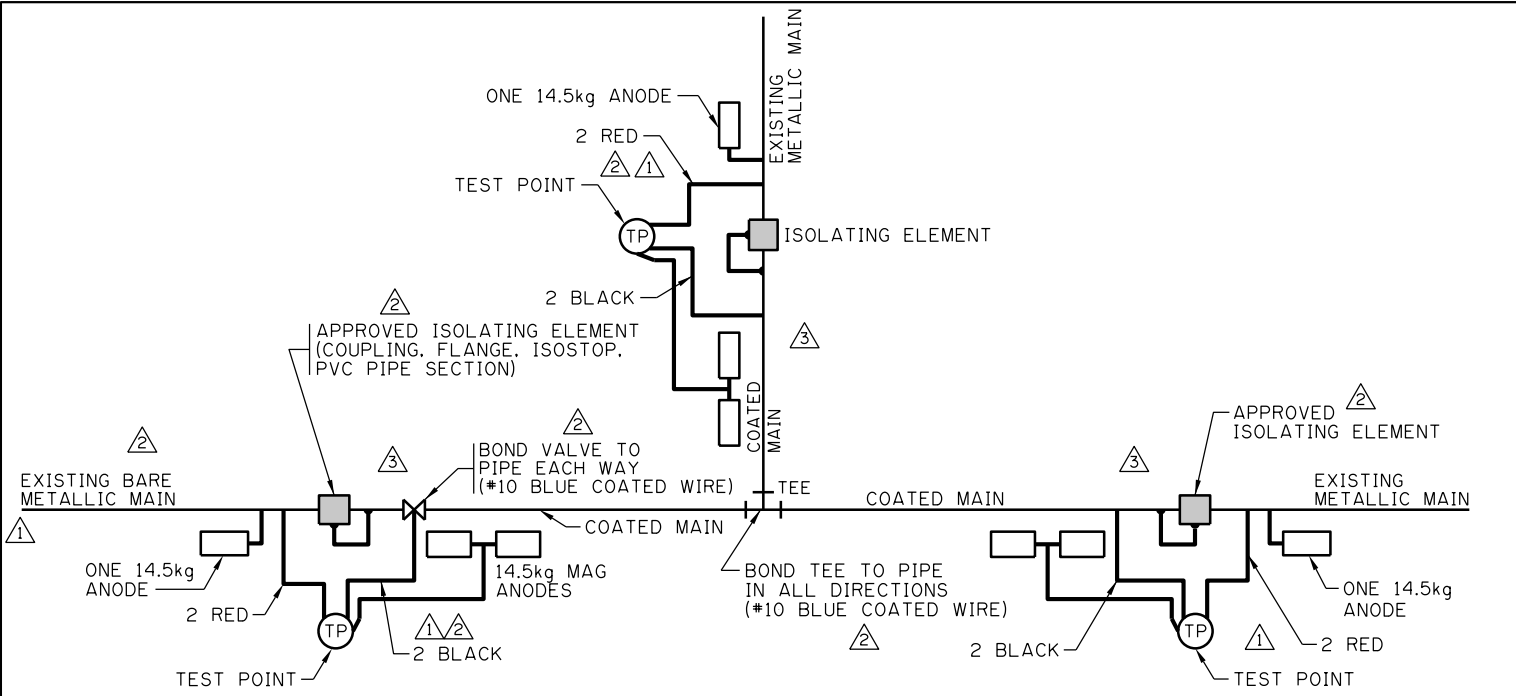 EXISTING
METALLIC MAIN
ONE 14.5kg ANODE
2 RED
2 1
TEST POINT
TP
ISOLATING ELEMENT
2 BLACK
3
COATED
MAIN
2
APPROVED ISOLATING ELEMENT
(COUPLING, FLANGE, ISOSTOP,
PVC PIPE SECTION)
2
EXISTING BARE
METALLIC MAIN
1
3
2
BOND VALVE TO
PIPE EACH WAY
(#10 BLUE COATED WIRE)
COATED MAIN
TEE
COATED MAIN
3
APPROVED
ISOLATING ELEMENT
2
EXISTING
METALLIC MAIN
ONE 14.5kg
ANODE
2 RED
TP
TEST POINT
1 2
2 BLACK
14.5kg MAG
ANODES
BOND TEE TO PIPE
IN ALL DIRECTIONS
(#10 BLUE COATED WIRE)
2
2 BLACK
TP
1
2 RED
TEST POINT
ONE 14.5kg
ANODE